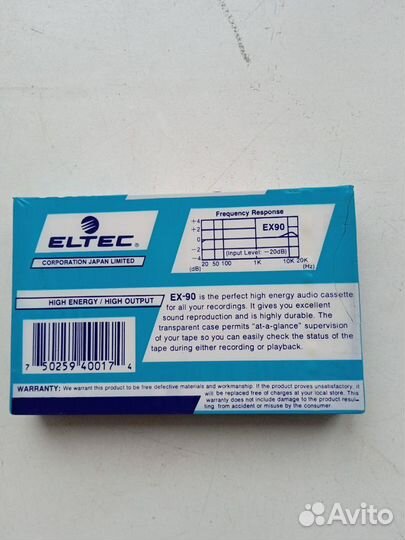 ELTEC®
CORPORATION JAPAN LIMITED
Frequency Response
+4
+2
0
-2
-4
(dB)
EX90
(Input Level: -20dB)
20 50 100 1K 10K 20K
(Hz)
HIGH ENERGY / HIGH OUTPUT
EX-90 is the perfect high energy audio cassette
for all your recordings. It gives you excellent
sound reproduction and is highly durable. The
transparent case permits "at-a-glance" supervision
of your tape so you can easily check the status of the
tape during either recording or playback.
7 50259 40017 4
WARRANTY: We warrant this product to be free defective materials and workmanship. If the product proves unsatisfactory, it
will be replaced free of charges at your local store. This
warranty does not include damage to the product resul-
ting from accident or misuse by the consumer
Avito